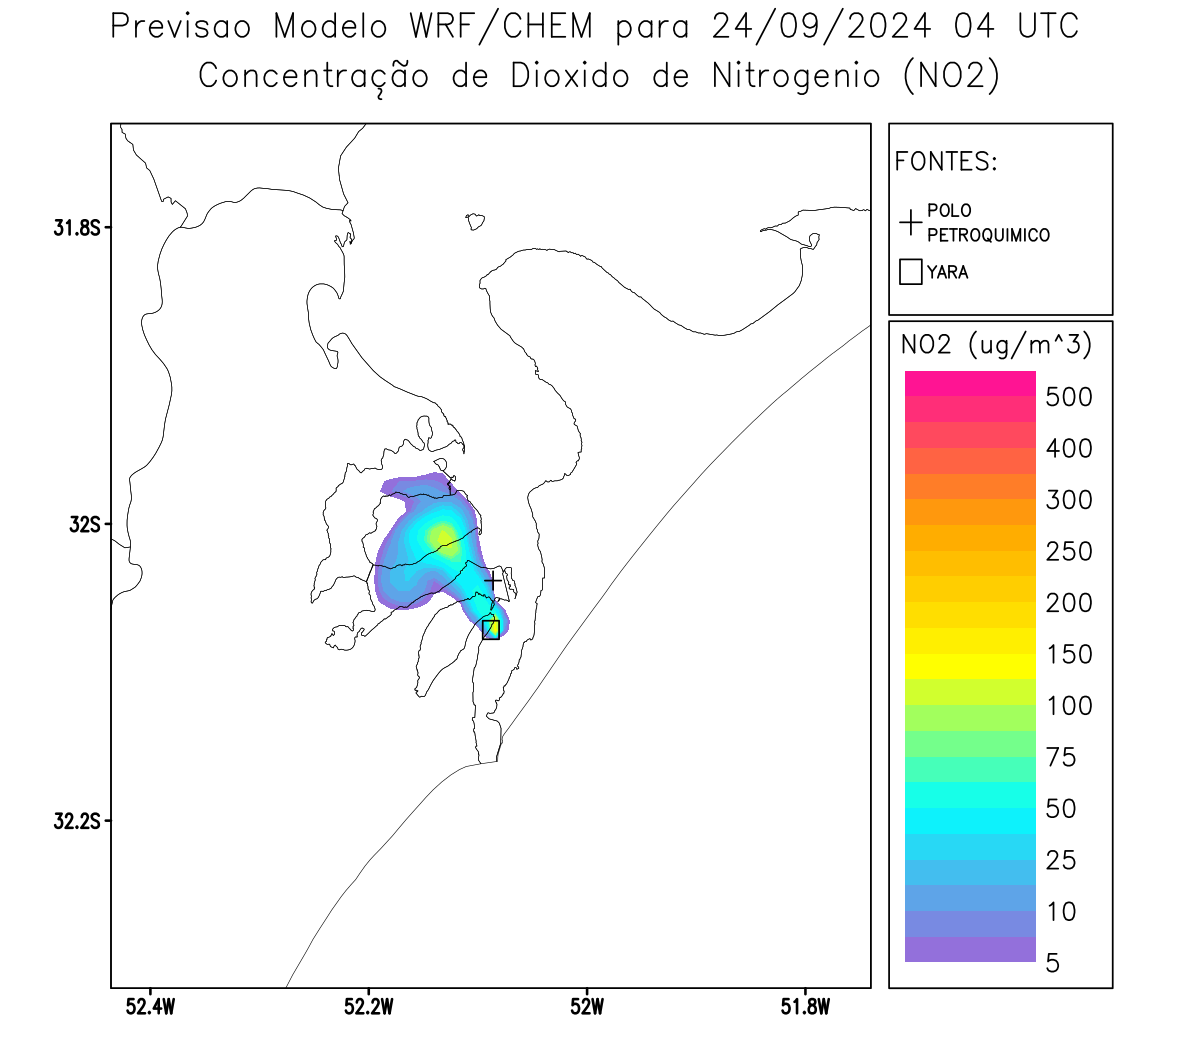 Previsao Modelo WRF/CHEM para 24/09/2024 04 UTC
Concentração de Dioxido de Nitrogenio (NO2)
FONTES:
POLO
PETROQUIMICO
YARA
NO2 (ug/m^3)
500
400
300
250
200
150
100
75
50
25
10
5
31.8S
32S
32.2S
52.4W
52.2W
52W
51.8W